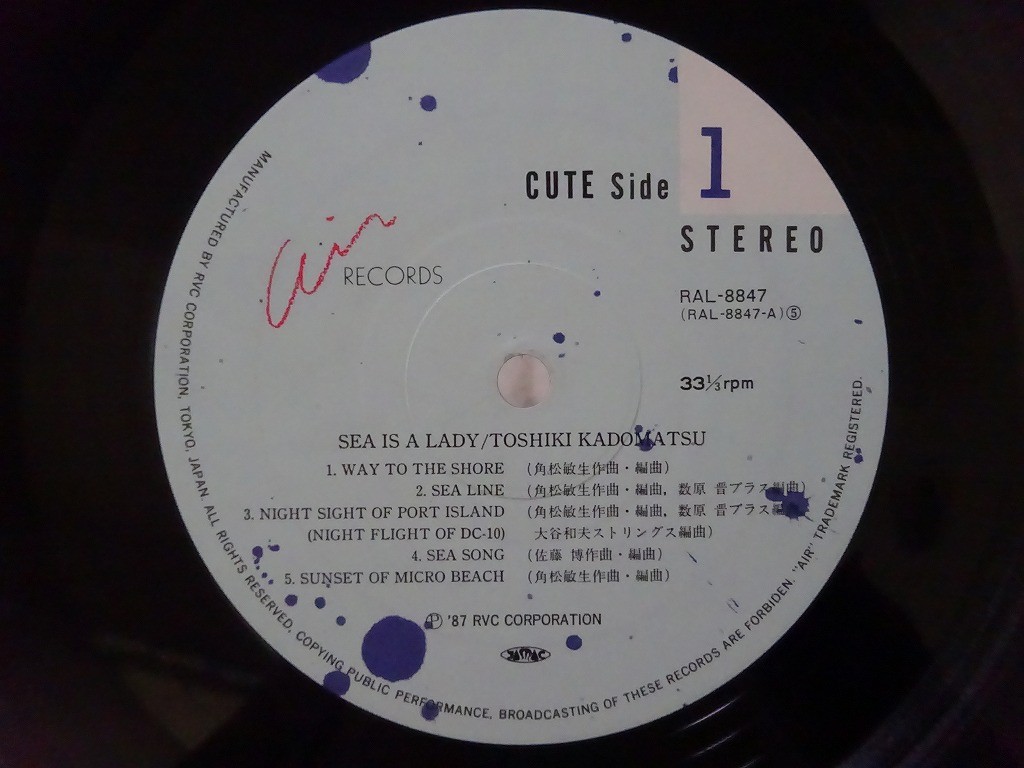 CUTE Side 1
STEREO
Air RECORDS
RAL-8847
(RAL-8847-A)⑤
33⅓rpm
SEA IS A LADY/TOSHIKI KADOMATSU
1. WAY TO THE SHORE (角松敏生作曲・編曲)
2. SEA LINE (角松敏生作曲・編曲, 数原 晋ブラス編曲)
3. NIGHT SIGHT OF PORT ISLAND (角松敏生作曲・編曲, 数原 晋ブラス編曲
(NIGHT FLIGHT OF DC-10) 大谷和夫ストリングス編曲)
4. SEA SONG (佐藤 博作曲・編曲)
5. SUNSET OF MICRO BEACH (角松敏生作曲・編曲)
Ⓟ '87 RVC CORPORATION
JASRAC
MANUFACTURED BY RVC CORPORATION, TOKYO, JAPAN. ALL RIGHTS RESERVED. COPYING, PUBLIC PERFORMANCE, BROADCASTING OF THESE RECORDS ARE FORBIDEN. "AIR" TRADEMARK REGISTERED.